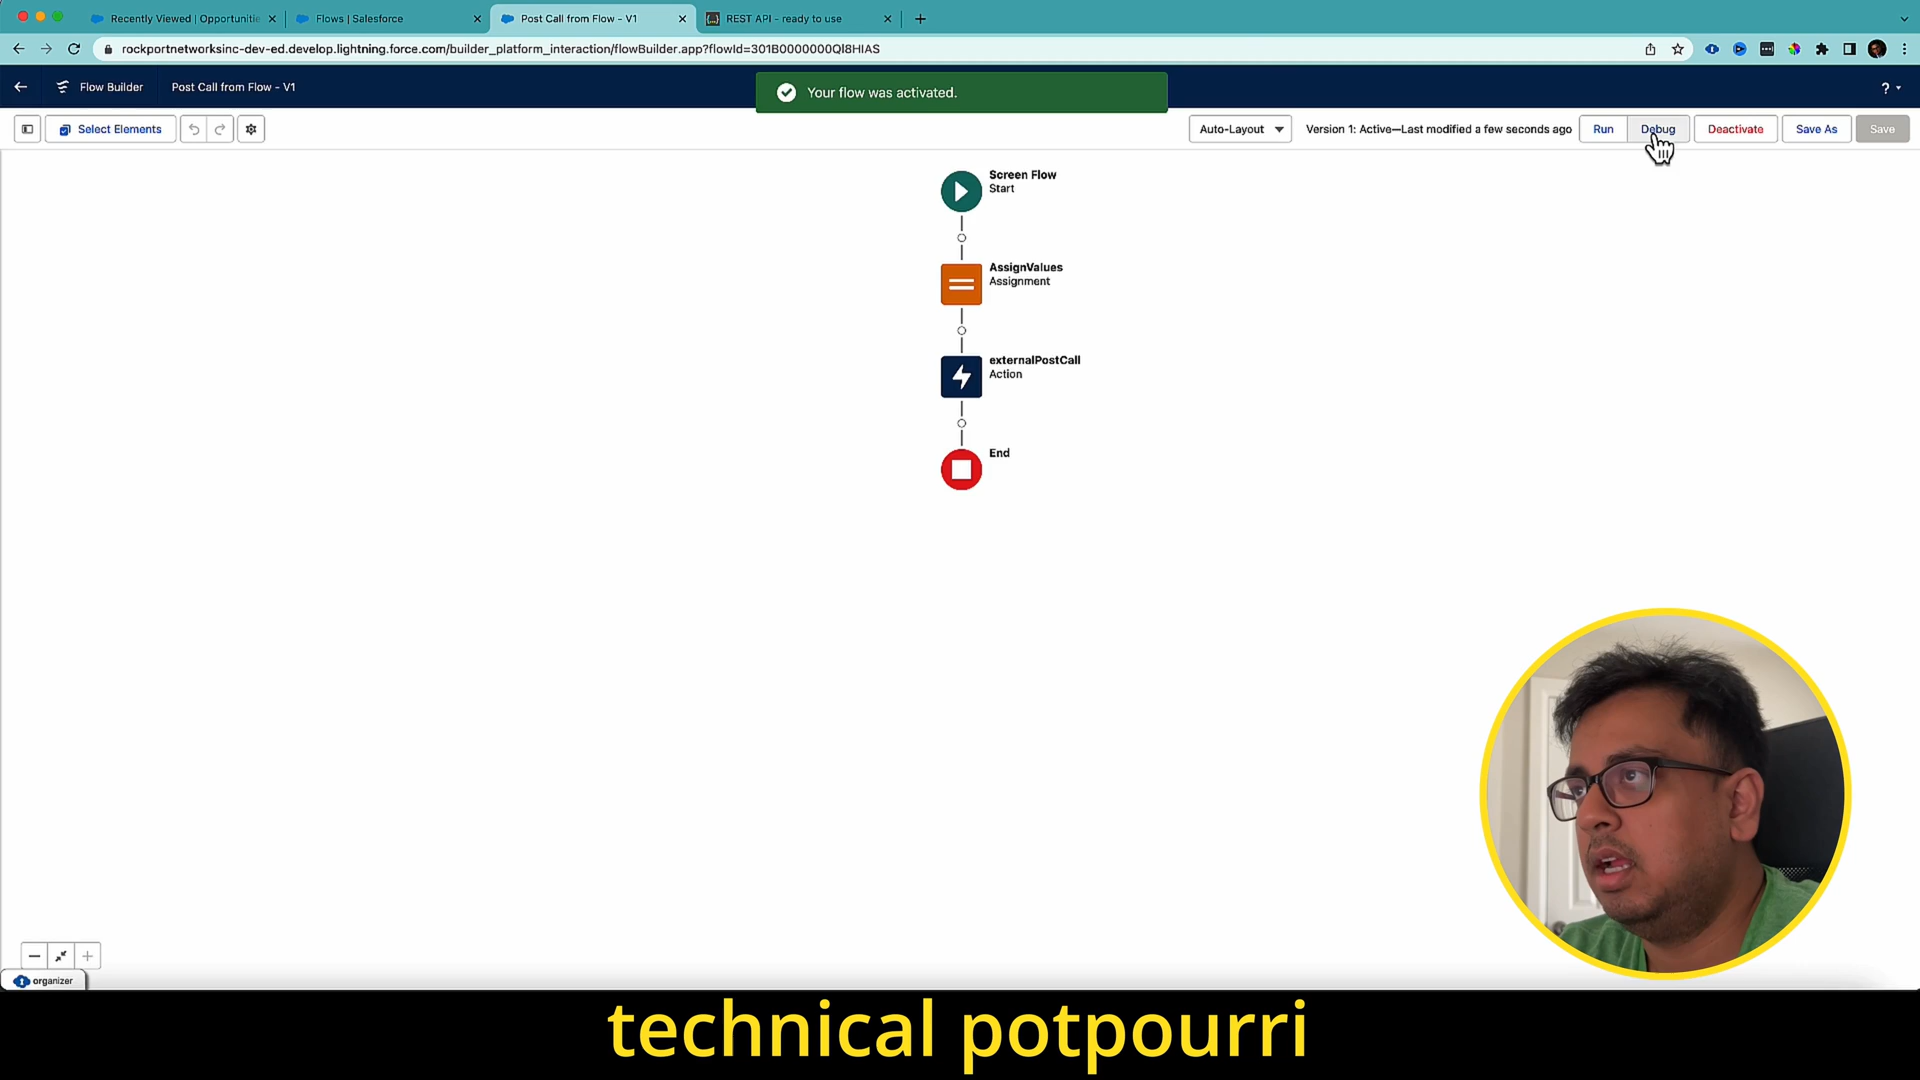 Recently Viewed | Opportunitie
Flows | Salesforce
Post Call from Flow - V1
REST API - ready to use
rockportnetworksinc-dev-ed.develop.lightning.force.com/builder_platform_interaction/flowBuilder.app?flowId=301B0000000Ql8HIAS
Flow Builder
Post Call from Flow - V1
Your flow was activated.
?
Select Elements
Auto-Layout
Version 1: Active—Last modified a few seconds ago
Run
Debug
Deactivate
Save As
Save
Screen Flow
Start
AssignValues
Assignment
externalPostCall
Action
End
organizer
technical potpourri